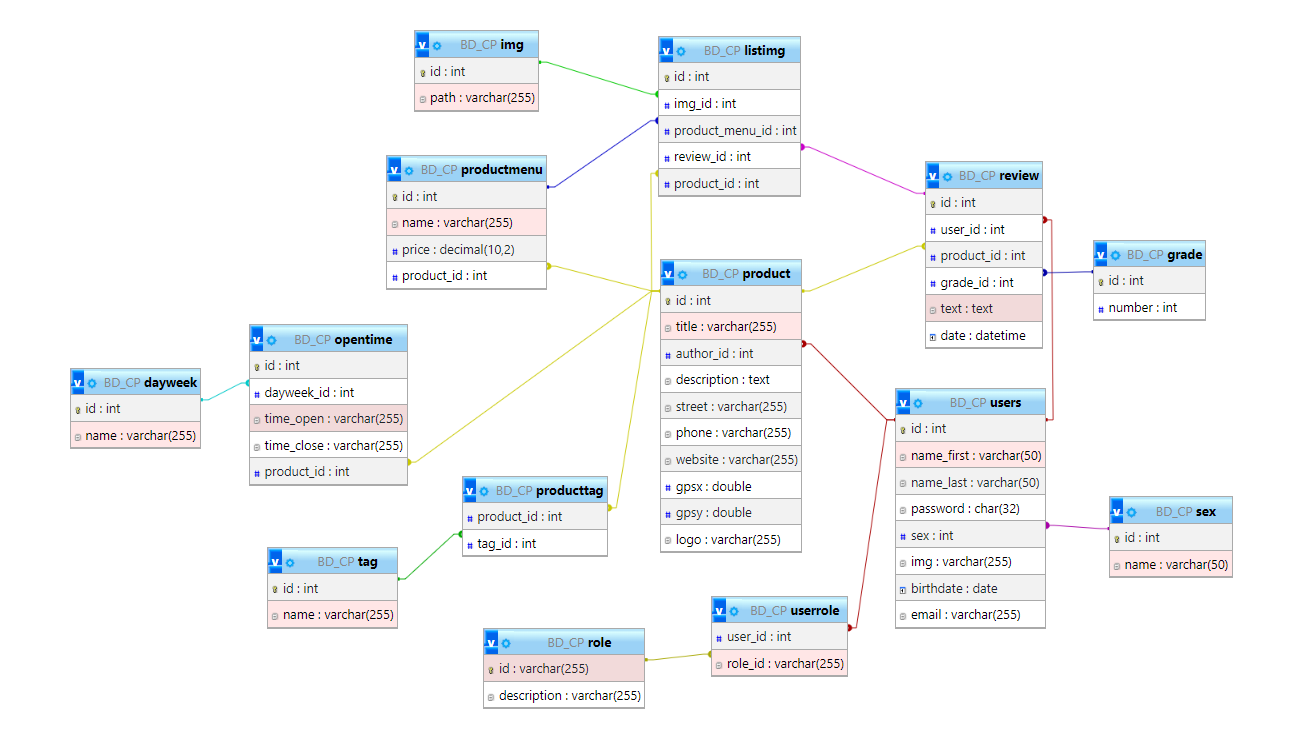 BD_CP img
id : int
path : varchar(255)
BD_CP listimg
id : int
img_id : int
product_menu_id : int
review_id : int
product_id : int
BD_CP productmenu
id : int
name : varchar(255)
price : decimal(10,2)
product_id : int
BD_CP review
id : int
user_id : int
product_id : int
grade_id : int
text : text
date : datetime
BD_CP grade
id : int
number : int
BD_CP product
id : int
title : varchar(255)
author_id : int
description : text
street : varchar(255)
phone : varchar(255)
website : varchar(255)
gpsx : double
gpsy : double
logo : varchar(255)
BD_CP opentime
id : int
dayweek_id : int
time_open : varchar(255)
time_close : varchar(255)
product_id : int
BD_CP dayweek
id : int
name : varchar(255)
BD_CP users
id : int
name_first : varchar(50)
name_last : varchar(50)
password : char(32)
sex : int
img : varchar(255)
birthdate : date
email : varchar(255)
BD_CP producttag
product_id : int
tag_id : int
BD_CP sex
id : int
name : varchar(50)
BD_CP tag
id : int
name : varchar(255)
BD_CP userrole
user_id : int
role_id : varchar(255)
BD_CP role
id : varchar(255)
description : varchar(255)